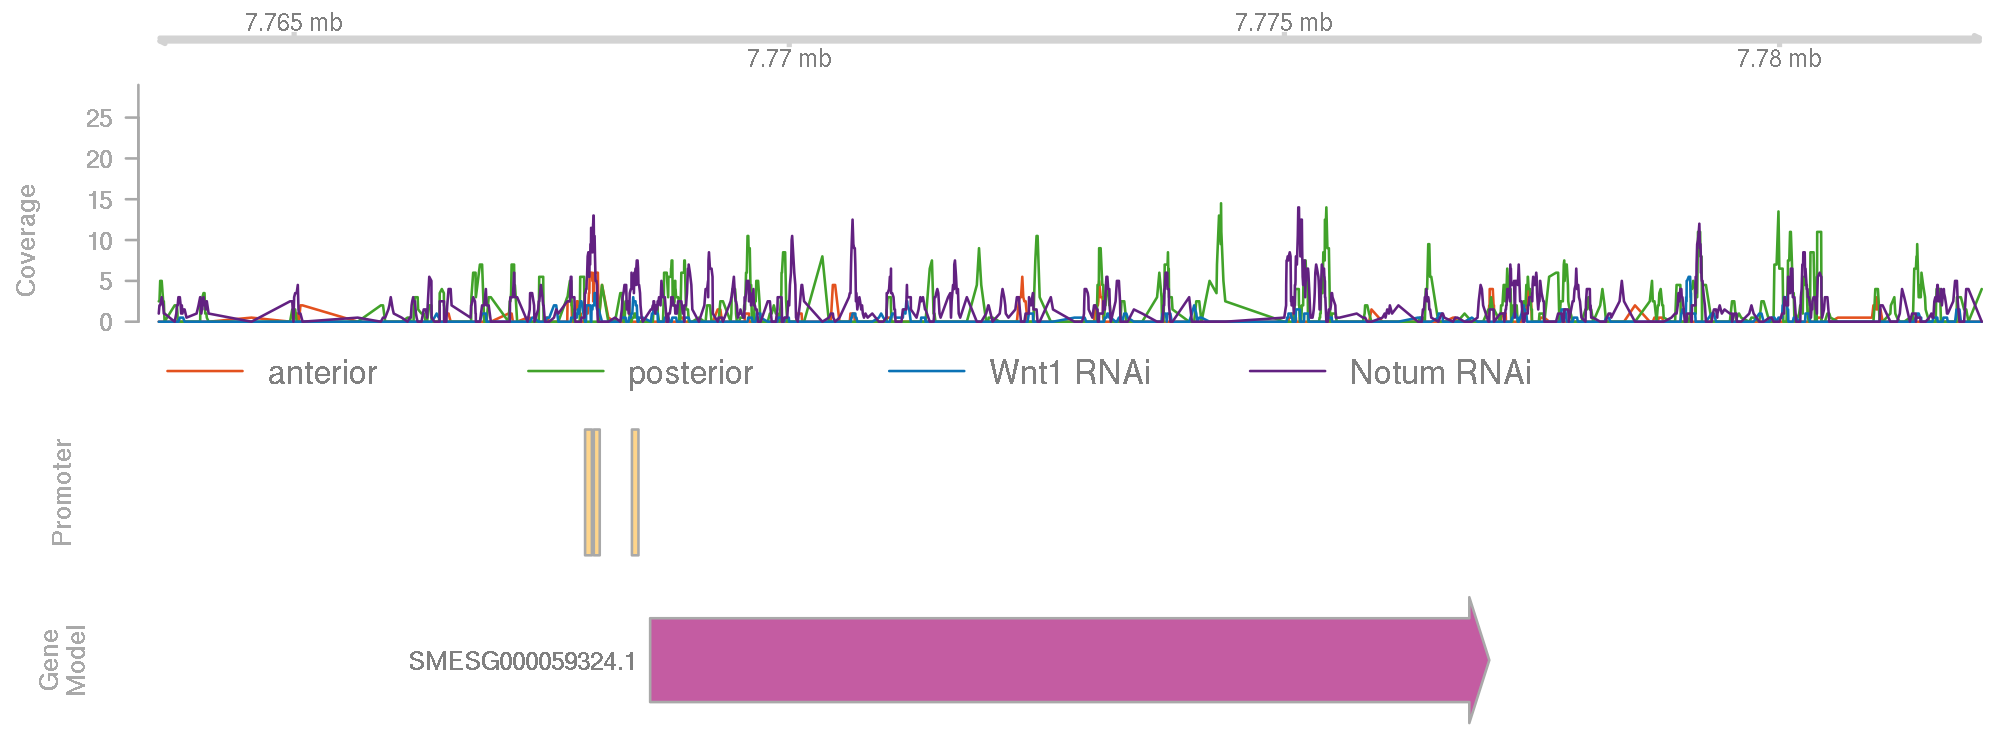 7.765 mb
7.775 mb
7.77 mb
7.78 mb
Coverage
25
20
15
10
5
0
anterior
posterior
Wnt1 RNAi
Notum RNAi
Promoter
Gene
Model
SMESG000059324.1